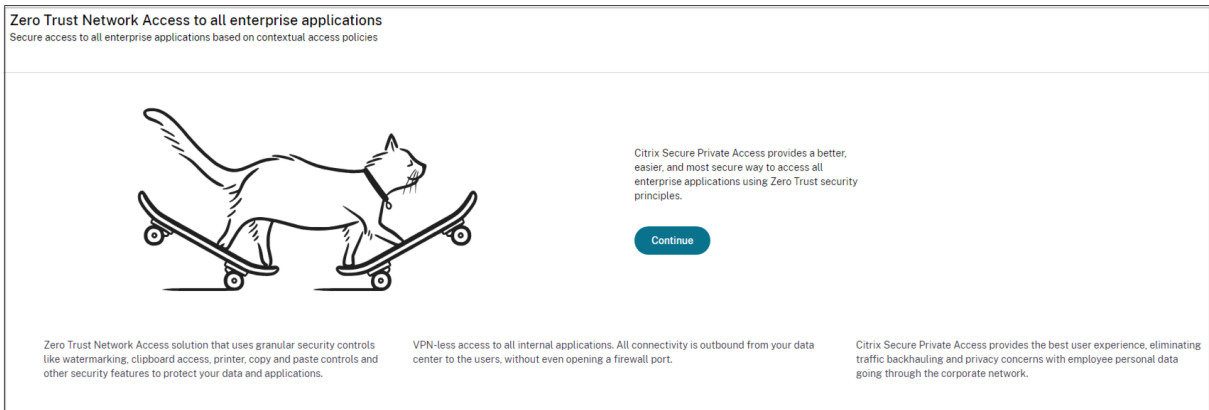 Zero Trust Network Access to all enterprise applications
Secure access to all enterprise applications based on contextual access policies
Citrix Secure Private Access provides a better,
easier, and most secure way to access all
enterprise applications using Zero Trust security
principles.
Continue
Zero Trust Network Access solution that uses granular security controls
like watermarking, clipboard access, printer, copy and paste controls and
other security features to protect your data and applications.
VPN-less access to all internal applications. All connectivity is outbound from your data
center to the users, without even opening a firewall port.
Citrix Secure Private Access provides the best user experience, eliminating
traffic backhauling and privacy concerns with employee personal data
going through the corporate network.